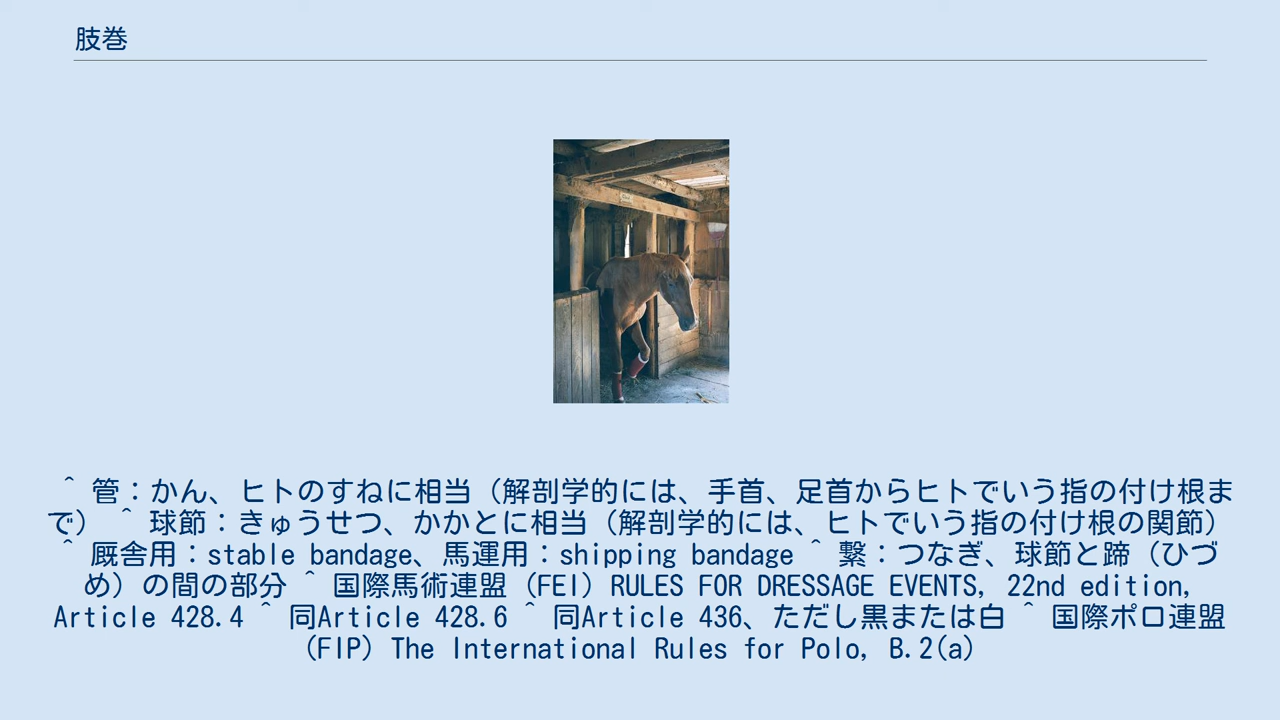 肢巻
^ 管：かん、ヒトのすねに相当（解剖学的には、手首、足首からヒトでいう指の付け根ま
で） ^ 球節：きゅうせつ、かかとに相当（解剖学的には、ヒトでいう指の付け根の関節）
^ 厩舎用：stable bandage、馬運用：shipping bandage ^ 繋：つなぎ、球節と蹄（ひづ
め）の間の部分 ^ 国際馬術連盟（FEI）RULES FOR DRESSAGE EVENTS, 22nd edition,
Article 428.4 ^ 同Article 428.6 ^ 同Article 436、ただし黒または白 ^ 国際ポロ連盟
（FIP）The International Rules for Polo, B.2(a)